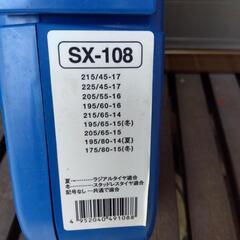 SX-108
215/45-17
225/45-17
205/55-16
195/60-16
215/65-14
195/65-15(冬)
205/65-15
195/80-14(夏)
175/80-15(冬)
夏---ラジアルタイヤ適合
冬---スタッドレスタイヤ適合
記号なし---共通で適合
4 952040 491088